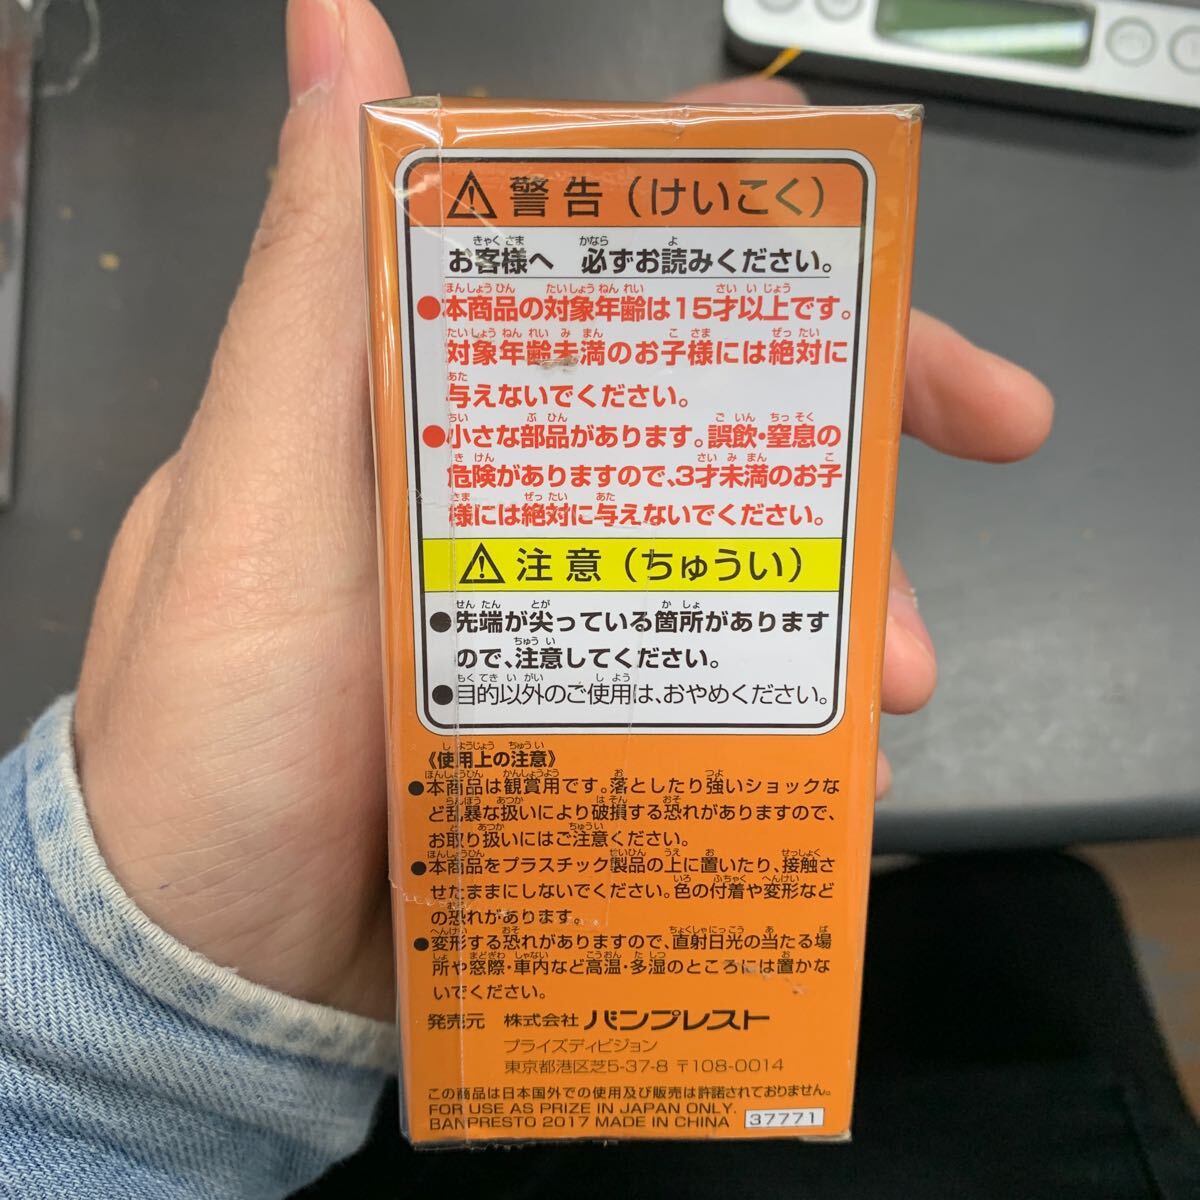 警告（けいこく）
お客様へ 必ずお読みください。
●本商品の対象年齢は15才以上です。
対象年齢未満のお子様には絶対に
与えないでください。
●小さな部品があります。誤飲・窒息の
危険がありますので、3才未満のお子
様には絶対に与えないでください。
注意（ちゅうい）
●先端が尖っている箇所があります
ので、注意してください。
●目的以外のご使用は、おやめください。
《使用上の注意》
●本商品は観賞用です。落としたり強いショックな
ど乱暴な扱いにより破損する恐れがありますので、
お取り扱いにはご注意ください。
●本商品をプラスチック製品の上に置いたり、接触さ
せたままにしないでください。色の付着や変形など
の恐れがあります。
●変形する恐れがありますので、直射日光の当たる場
所や窓際・車内など高温・多湿のところには置かな
いでください。
発売元 株式会社 バンプレスト
プライズディビジョン
東京都港区芝5-37-8 〒108-0014
この商品は日本国外での使用及び販売は許諾されておりません。
FOR USE AS PRIZE IN JAPAN ONLY.
BANPRESTO 2017 MADE IN CHINA 37771